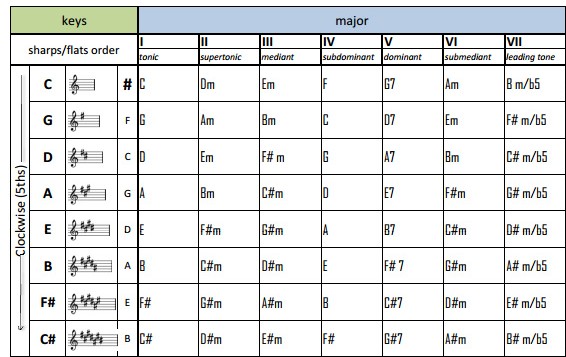 keys major
sharps/flats order I II III IV V VI VII
tonic supertonic mediant subdominant dominant submediant leading tone
Clockwise (5ths)
C # C Dm Em F G7 Am B m/b5
G F G Am Bm C D7 Em F# m/b5
D C D Em F# m G A7 Bm C# m/b5
A G A Bm C#m D E7 F#m G# m/b5
E D E F#m G#m A B7 C#m D# m/b5
B A B C#m D#m E F# 7 G#m A# m/b5
F# E F# G#m A#m B C#7 D#m E# m/b5
C# B C# D#m E#m F# G#7 A#m B# m/b5